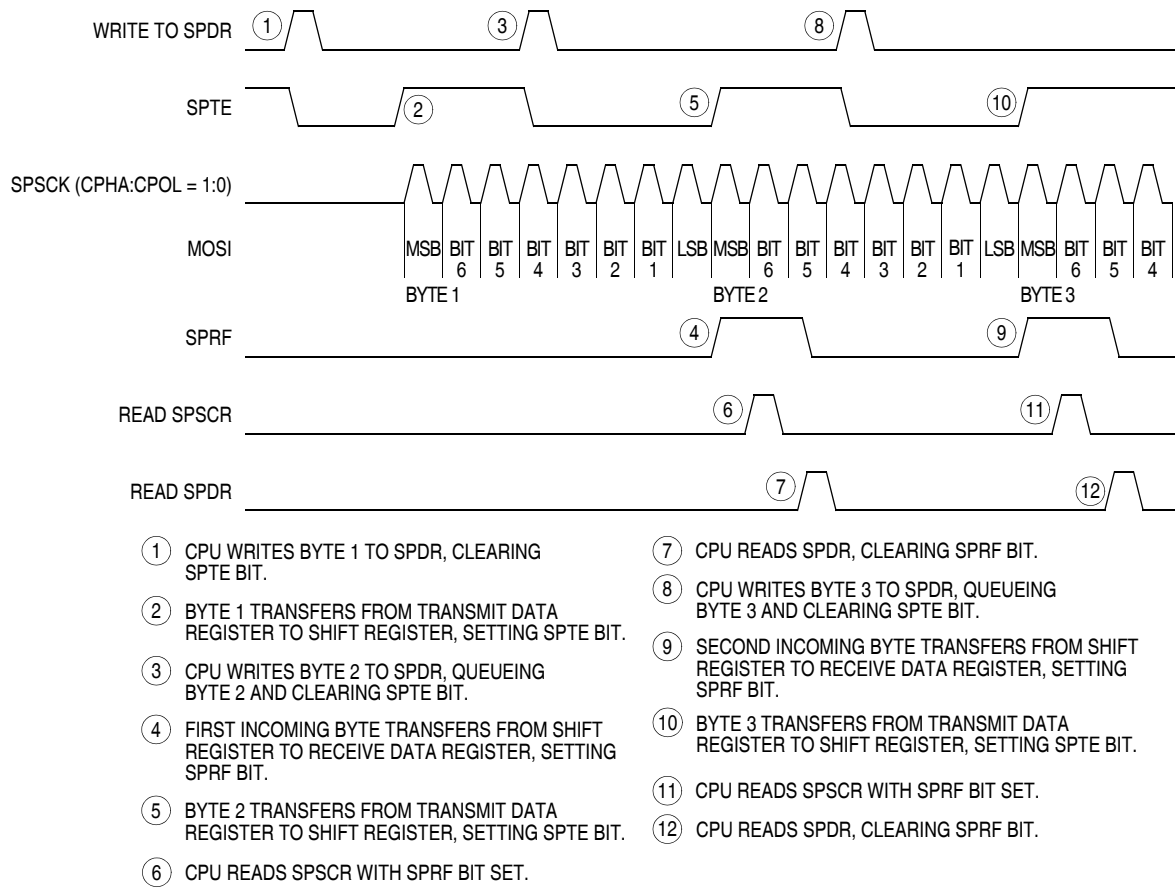 WRITE TO SPDR
1
3
8
SPTE
2
5
10
SPSCK (CPHA:CPOL = 1:0)
MOSI
MSB BIT 6 BIT 5 BIT 4 BIT 3 BIT 2 BIT 1 LSB MSB BIT 6 BIT 5 BIT 4 BIT 3 BIT 2 BIT 1 LSB MSB BIT 6 BIT 5 BIT 4
BYTE 1 BYTE 2 BYTE 3
SPRF
4
9
READ SPSCR
6
11
READ SPDR
7
12
1 CPU WRITES BYTE 1 TO SPDR, CLEARING
SPTE BIT.
2 BYTE 1 TRANSFERS FROM TRANSMIT DATA
REGISTER TO SHIFT REGISTER, SETTING SPTE BIT.
3 CPU WRITES BYTE 2 TO SPDR, QUEUEING
BYTE 2 AND CLEARING SPTE BIT.
4 FIRST INCOMING BYTE TRANSFERS FROM SHIFT
REGISTER TO RECEIVE DATA REGISTER, SETTING
SPRF BIT.
5 BYTE 2 TRANSFERS FROM TRANSMIT DATA
REGISTER TO SHIFT REGISTER, SETTING SPTE BIT.
6 CPU READS SPSCR WITH SPRF BIT SET.
7 CPU READS SPDR, CLEARING SPRF BIT.
8 CPU WRITES BYTE 3 TO SPDR, QUEUEING
BYTE 3 AND CLEARING SPTE BIT.
9 SECOND INCOMING BYTE TRANSFERS FROM SHIFT
REGISTER TO RECEIVE DATA REGISTER, SETTING
SPRF BIT.
10 BYTE 3 TRANSFERS FROM TRANSMIT DATA
REGISTER TO SHIFT REGISTER, SETTING SPTE BIT.
11 CPU READS SPSCR WITH SPRF BIT SET.
12 CPU READS SPDR, CLEARING SPRF BIT.